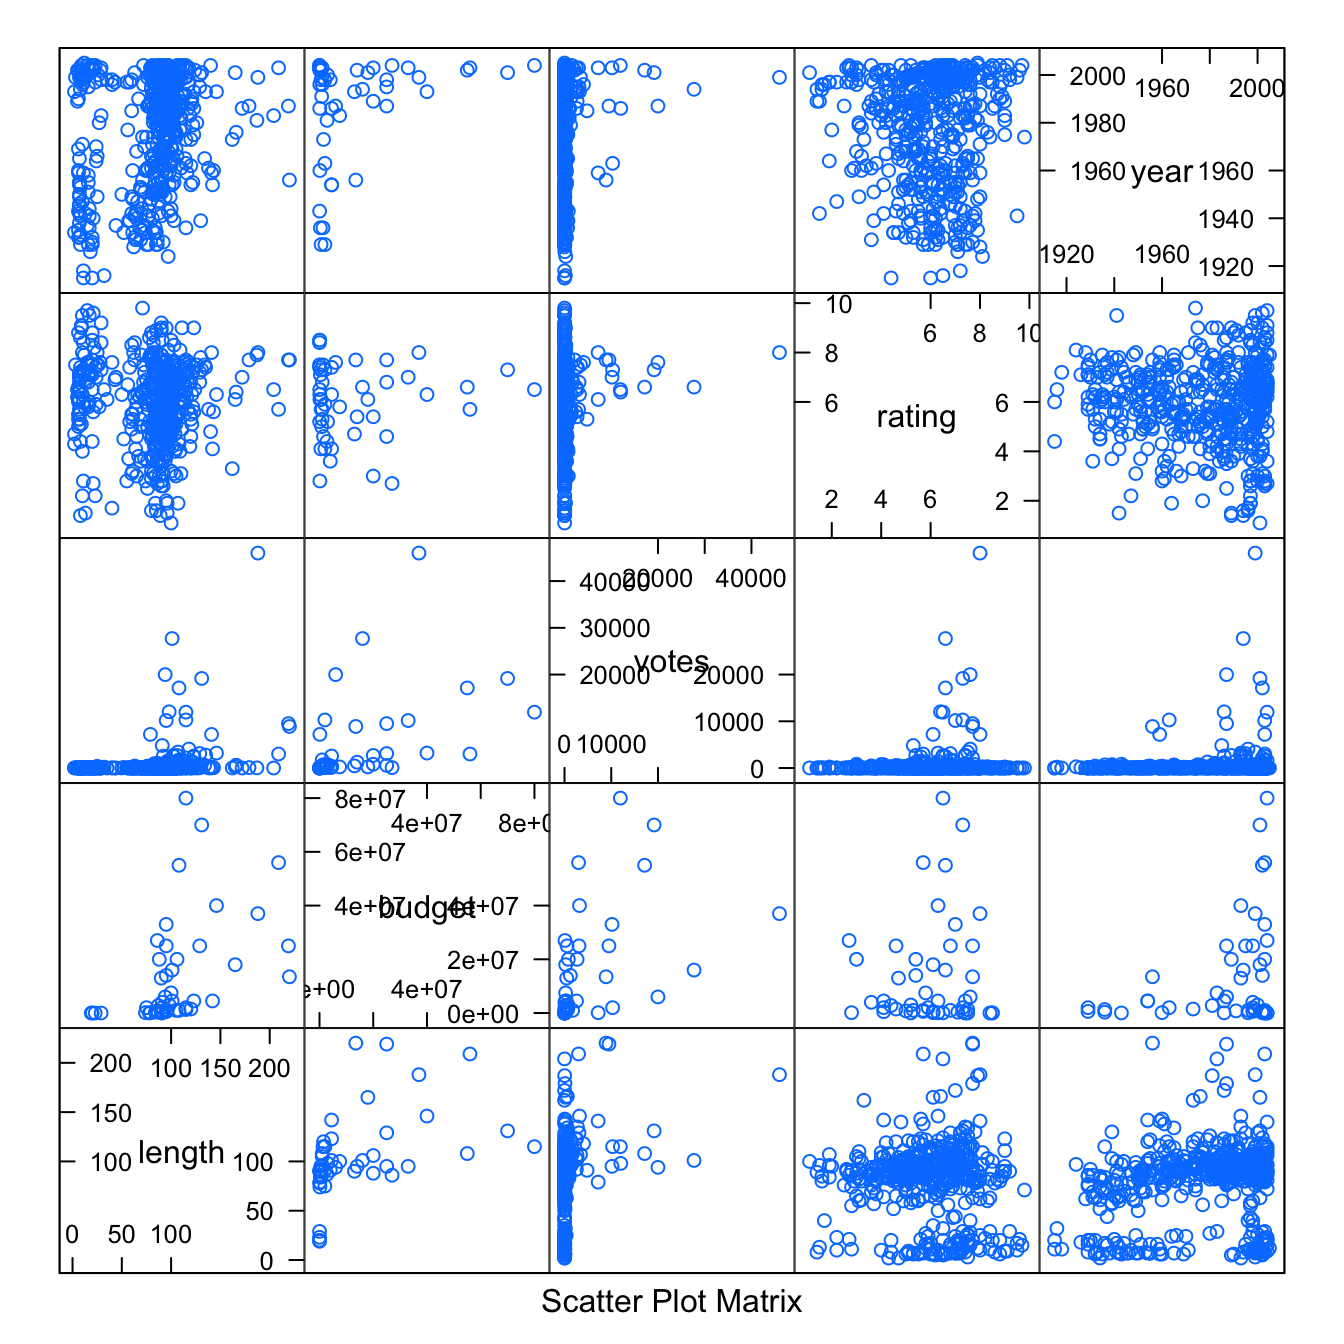 2000 1960 2000
1980
1960 year 1960
1940
1920 1960 1920
10 6 8 10
8
6 rating 6
4
2 4 6 2
40000 20000 40000
30000
20000 votes 20000
10000
0 10000 0
8e+07 4e+07
6e+07
4e+07 budget 4e+07
2e+07
e+00 4e+07 0e+00
200 100 150 200
150
100 length 100
50
0 50 100 0
Scatter Plot Matrix